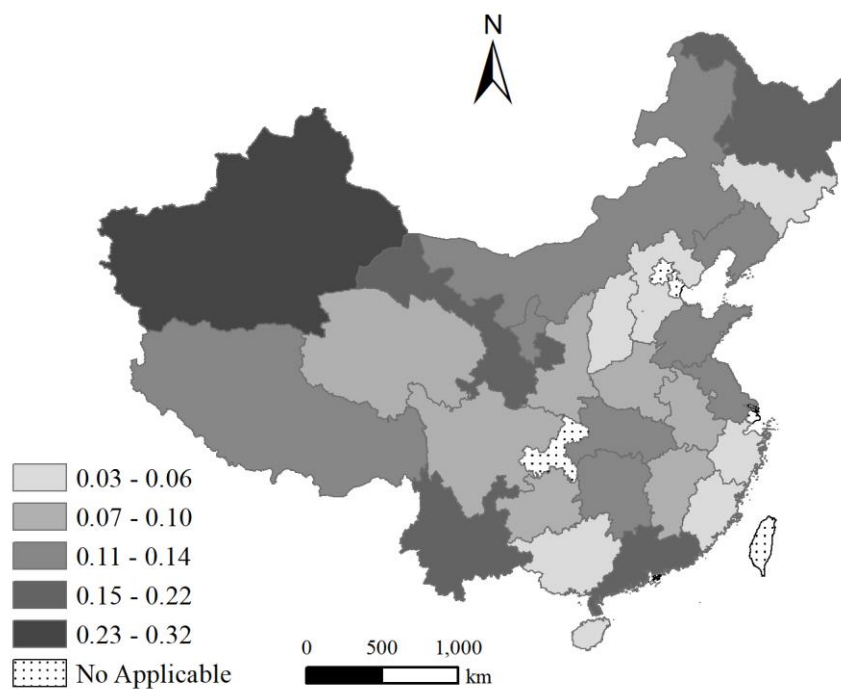 N
0.03 - 0.06
0.07 - 0.10
0.11 - 0.14
0.15 - 0.22
0.23 - 0.32
No Applicable
0 500 1,000
km